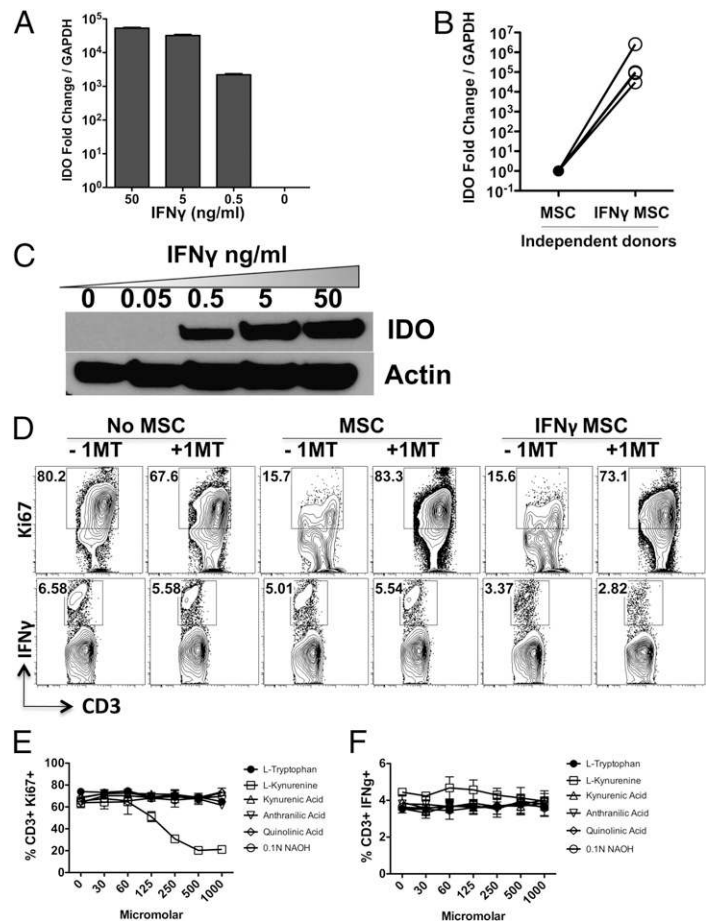 A
IDO Fold Change / GAPDH
10^5
10^4
10^3
10^2
10^1
10^0
50 5 0.5 0
IFNγ (ng/ml)
B
IDO Fold Change / GAPDH
10^7
10^6
10^5
10^4
10^3
10^2
10^1
10^0
10^-1
MSC IFNγ MSC
Independent donors
C
IFNγ ng/ml
0 0.05 0.5 5 50
IDO
Actin
D
No MSC MSC IFNγ MSC
- 1MT +1MT - 1MT +1MT - 1MT +1MT
Ki67
80.2 67.6 15.7 83.3 15.6 73.1
IFNγ
6.58 5.58 5.01 5.54 3.37 2.82
CD3
E
% CD3+ Ki67+
100
80
60
40
20
0
0 30 60 125 250 500 1000
Micromolar
L-Tryptophan
L-Kynurenine
Kynurenic Acid
Anthranilic Acid
Quinolinic Acid
0.1N NAOH
F
% CD3+ IFNg+
6
4
2
0
0 30 60 125 250 500 1000
Micromolar
L-Tryptophan
L-Kynurenine
Kynurenic Acid
Anthranilic Acid
Quinolinic Acid
0.1N NAOH